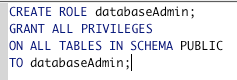 CREATE ROLE databaseAdmin;
GRANT ALL PRIVILEGES
ON ALL TABLES IN SCHEMA PUBLIC
TO databaseAdmin;